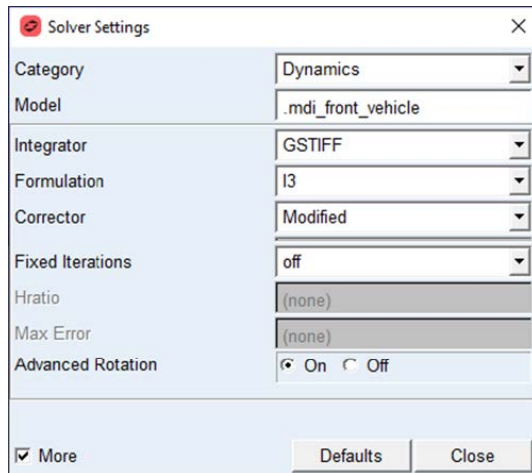 Solver Settings
Category Dynamics
Model .mdi_front_vehicle
Integrator GSTIFF
Formulation I3
Corrector Modified
Fixed Iterations off
Hratio (none)
Max Error (none)
Advanced Rotation On Off
More Defaults Close